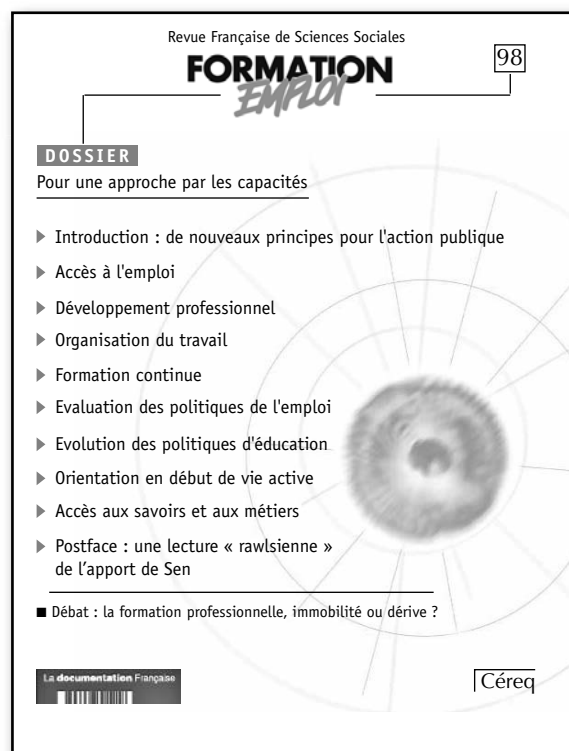 Revue Française de Sciences Sociales
FORMATION
EMPLOI
98
DOSSIER
Pour une approche par les capacités
Introduction : de nouveaux principes pour l'action publique
Accès à l'emploi
Développement professionnel
Organisation du travail
Formation continue
Evaluation des politiques de l'emploi
Evolution des politiques d'éducation
Orientation en début de vie active
Accès aux savoirs et aux métiers
Postface : une lecture « rawlsienne »
de l'apport de Sen
■ Débat : la formation professionnelle, immobilité ou dérive ?
La documentation Française
Céreq